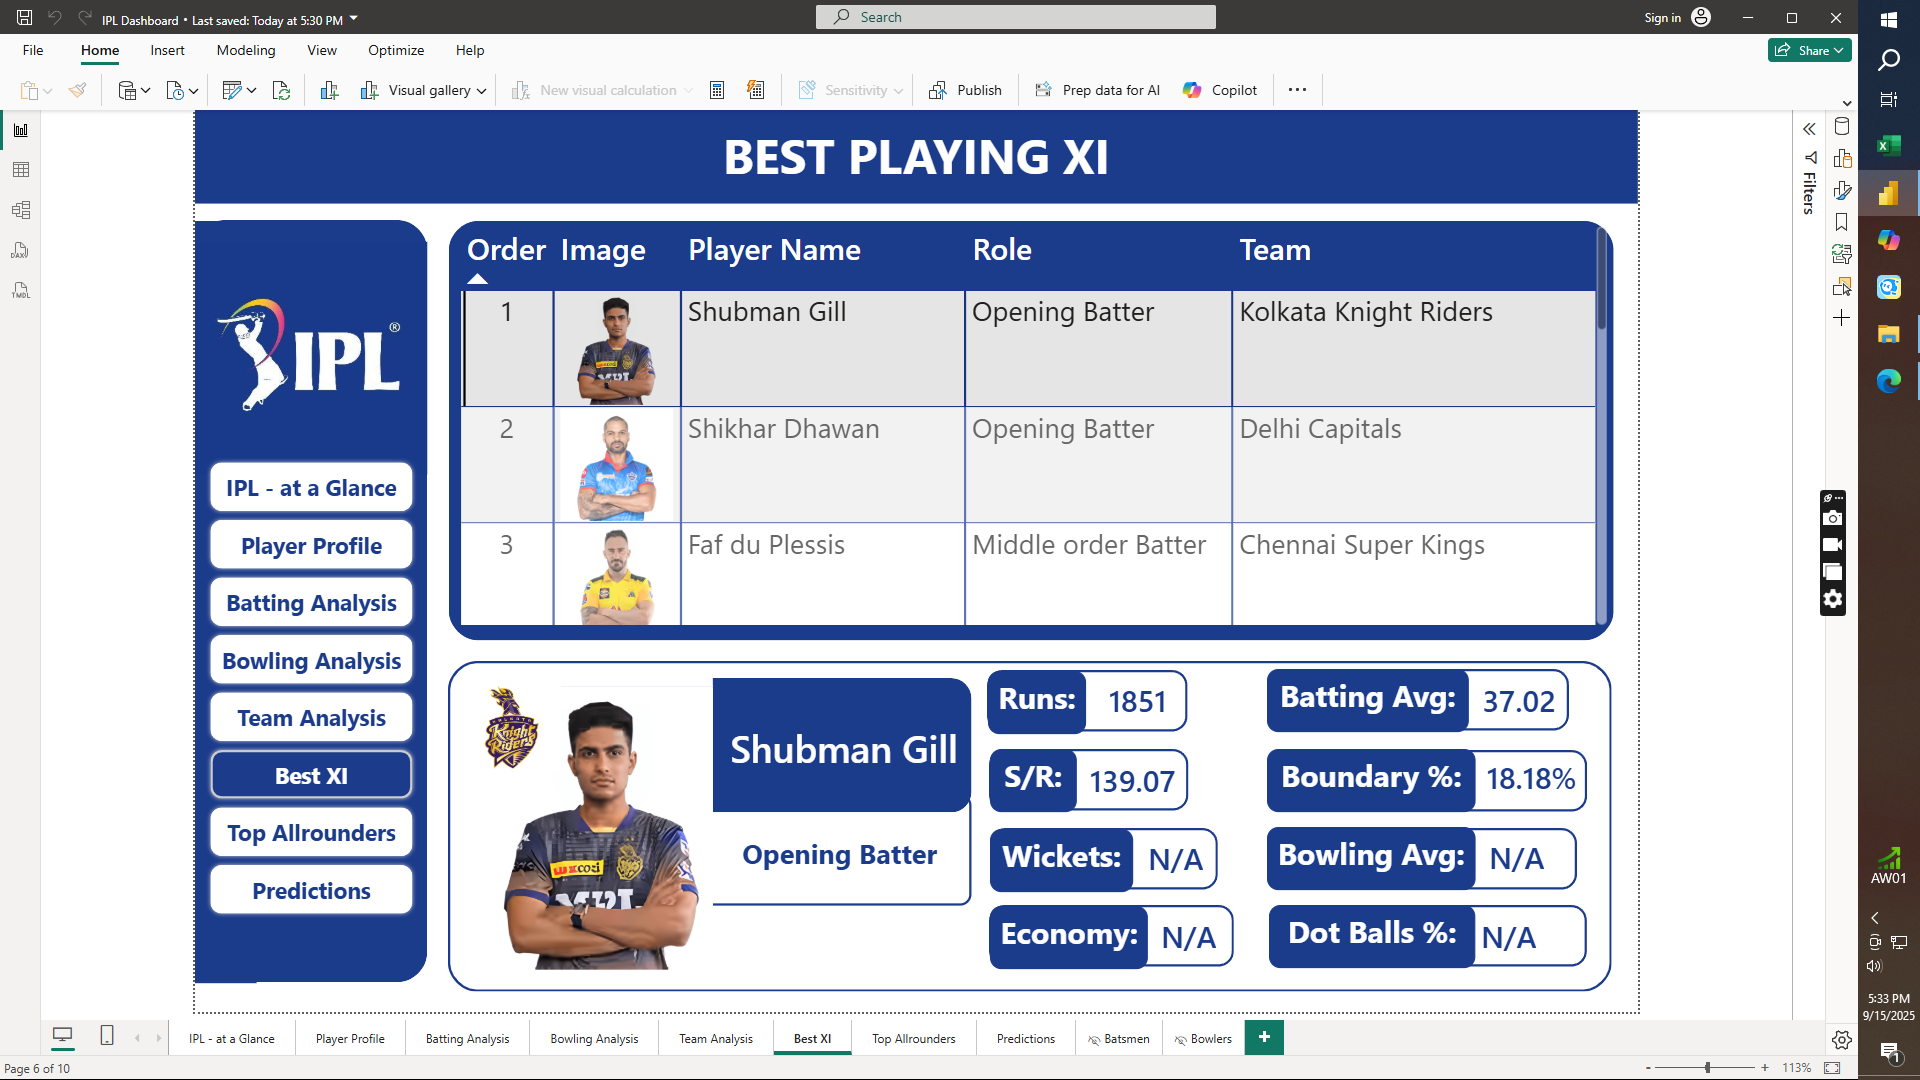 IPL Dashboard • Last saved: Today at 5:30 PM
Search
Sign in
File Home Insert Modeling View Optimize Help
Share
Visual gallery
New visual calculation
Sensitivity
Publish
Prep data for AI
Copilot
BEST PLAYING XI
Filters
DAX
TMDL
IPL®
IPL - at a Glance
Player Profile
Batting Analysis
Bowling Analysis
Team Analysis
Best XI
Top Allrounders
Predictions
Order Image Player Name Role Team
1 Shubman Gill Opening Batter Kolkata Knight Riders
2 Shikhar Dhawan Opening Batter Delhi Capitals
3 Faf du Plessis Middle order Batter Chennai Super Kings
KOLKATA
Knight
Riders
LUXcozi
Shubman Gill
Opening Batter
Runs: 1851
Batting Avg: 37.02
S/R: 139.07
Boundary %: 18.18%
Wickets: N/A
Bowling Avg: N/A
Economy: N/A
Dot Balls %: N/A
IPL - at a Glance Player Profile Batting Analysis Bowling Analysis Team Analysis Best XI Top Allrounders Predictions Batsmen Bowlers
Page 6 of 10
113%
AW01
5:33 PM
9/15/2025
1